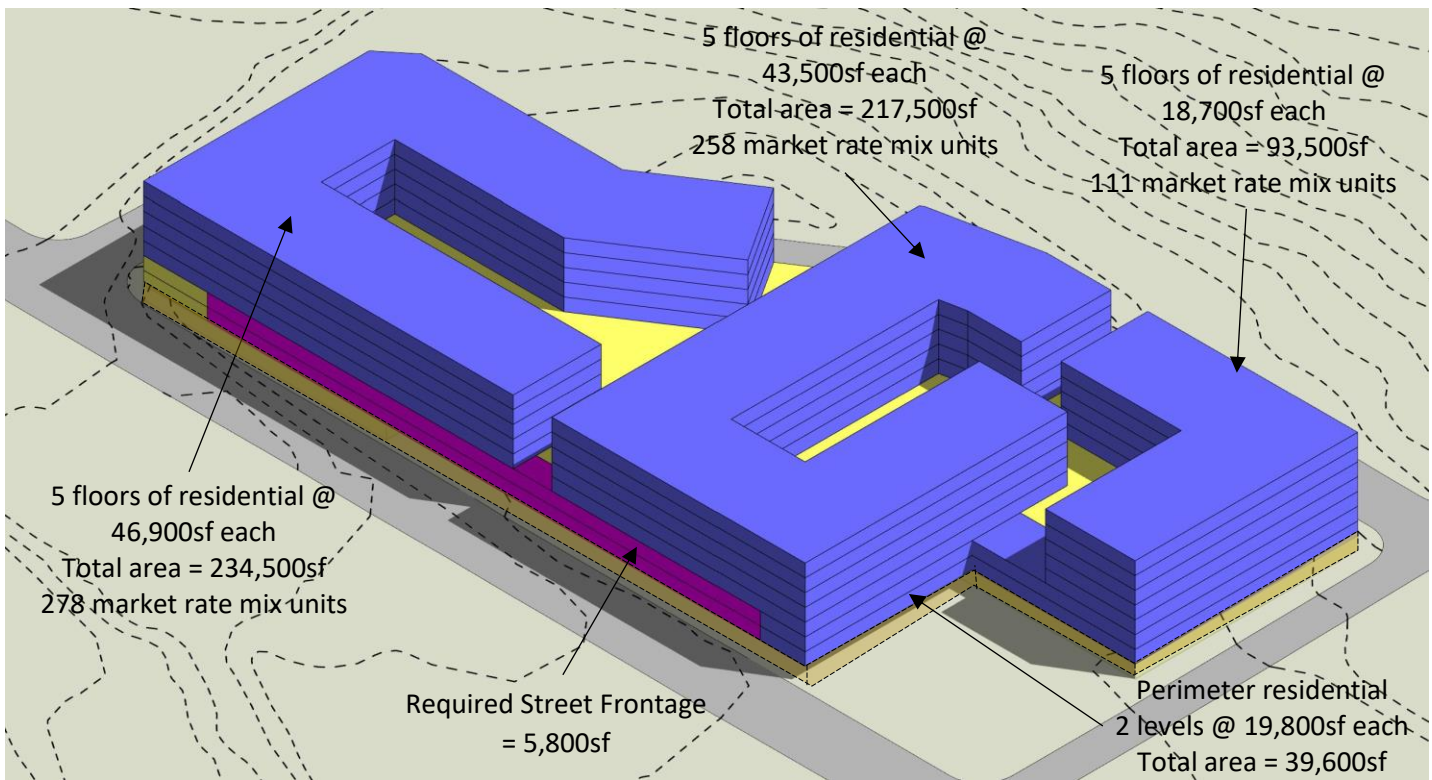 5 floors of residential @
43,500sf each
Total area = 217,500sf
258 market rate mix units
5 floors of residential @
18,700sf each
Total area = 93,500sf
111 market rate mix units
5 floors of residential @
46,900sf each
Total area = 234,500sf
278 market rate mix units
Required Street Frontage
= 5,800sf
Perimeter residential
2 levels @ 19,800sf each
Total area = 39,600sf